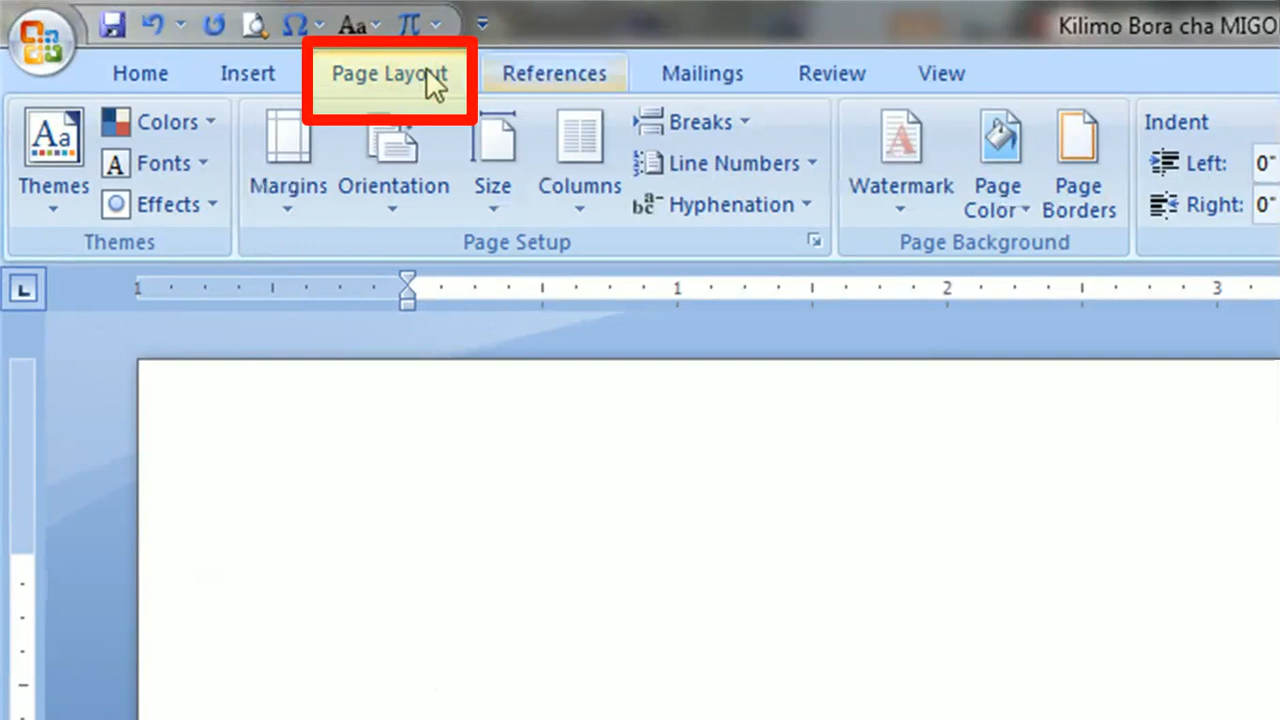 Kilimo Bora cha MIGO
Home Insert Page Layout References Mailings Review View
Aa
Themes
Colors
Fonts
Effects
Themes
Margins
Orientation
Size
Columns
Breaks
Line Numbers
Hyphenation
Page Setup
Watermark
Page Color
Page Borders
Page Background
Indent
Left: 0"
Right: 0"
1 1 2 3